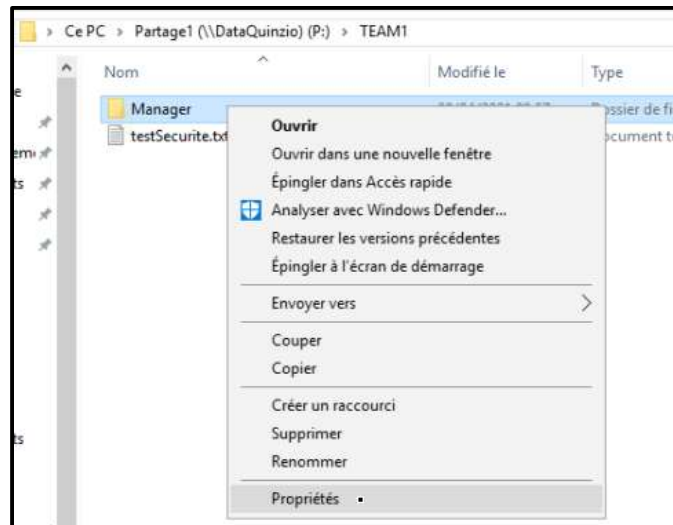 Ce PC > Partage1 (\\DataQuinzio) (P:) > TEAM1
Nom Modifié le Type
Manager
testSecurite.txt
Ouvrir
Ouvrir dans une nouvelle fenêtre
Épingler dans Accès rapide
Analyser avec Windows Defender...
Restaurer les versions précédentes
Épingler à l'écran de démarrage
Envoyer vers >
Couper
Copier
Créer un raccourci
Supprimer
Renommer
Propriétés